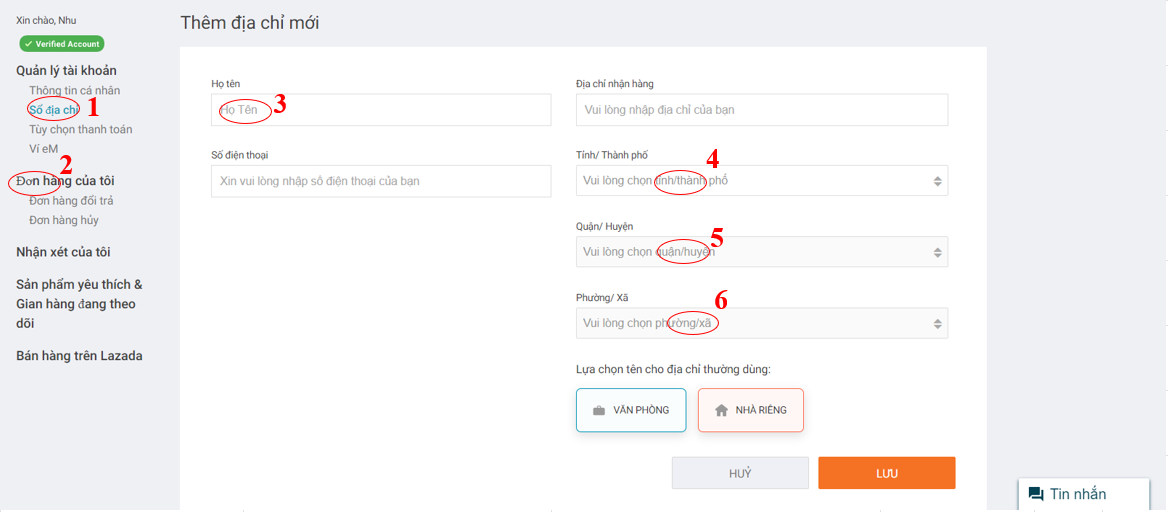 Xin chào, Nhu
Verified Account
Quản lý tài khoản
Thông tin cá nhân
Sổ địa chỉ
1
Tùy chọn thanh toán
Ví eM
2
Đơn hàng của tôi
Đơn hàng đổi trả
Đơn hàng hủy
Nhận xét của tôi
Sản phẩm yêu thích &
Gian hàng đang theo
dõi
Bán hàng trên Lazada
Thêm địa chỉ mới
Họ tên
Họ Tên
3
Số điện thoại
Xin vui lòng nhập số điện thoại của bạn
Địa chỉ nhận hàng
Vui lòng nhập địa chỉ của bạn
Tỉnh/ Thành phố
4
Vui lòng chọn tỉnh/thành phố
Quận/ Huyện
5
Vui lòng chọn quận/huyện
Phường/ Xã
6
Vui lòng chọn phường/xã
Lựa chọn tên cho địa chỉ thường dùng:
VĂN PHÒNG
NHÀ RIÊNG
HUỶ
LƯU
Tin nhắn